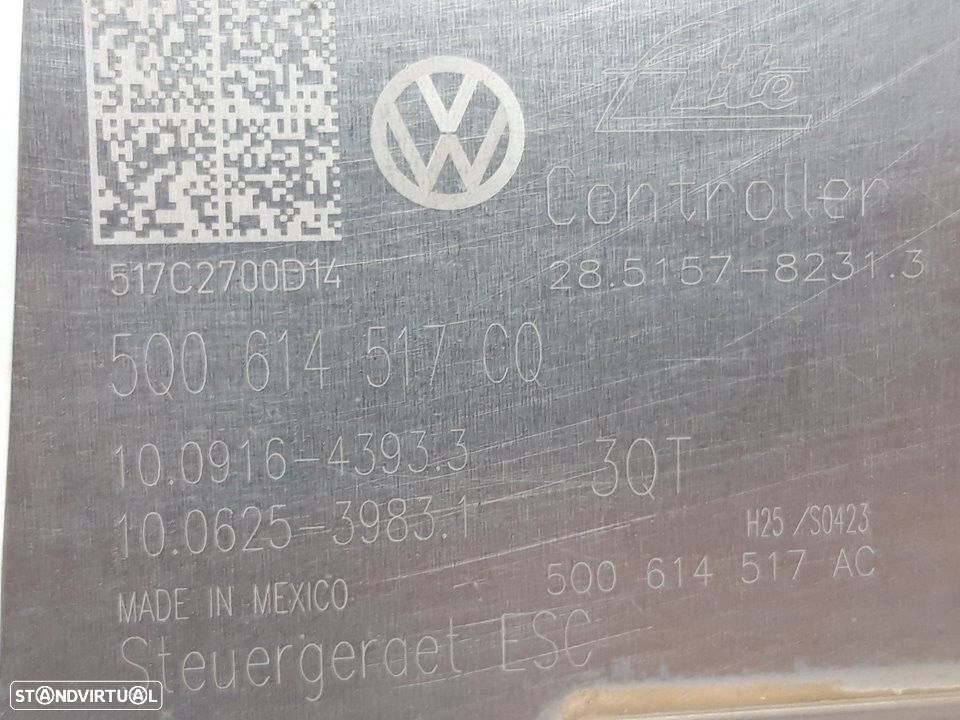 Ate
Controller
517C2700D14
28.5157-8231.3
5Q0 614 517 CQ
10.0916-4393.3
3QT
10.0625-3983.1
H25 /S0423
5Q0 614 517 AC
MADE IN MEXICO
Steuergeraet ESC
STANDVIRTUAL